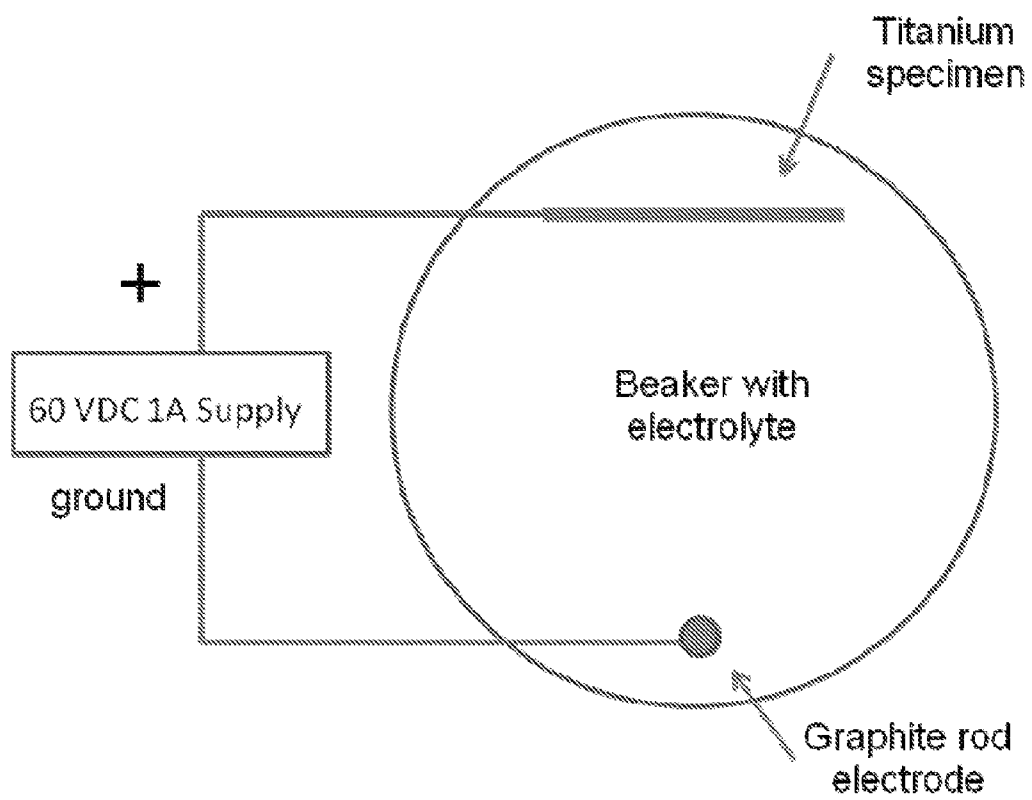 Titanium
specimen
+
60 VDC 1A Supply
ground
Beaker with
electrolyte
Graphite rod
electrode